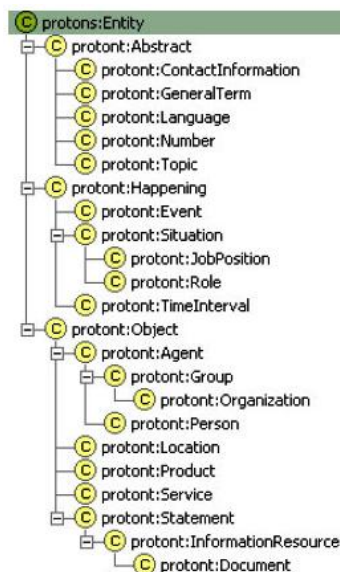 C protons:Entity
C protont:Abstract
C protont:ContactInformation
C protont:GeneralTerm
C protont:Language
C protont:Number
C protont:Topic
C protont:Happening
C protont:Event
C protont:Situation
C protont:JobPosition
C protont:Role
C protont:TimeInterval
C protont:Object
C protont:Agent
C protont:Group
C protont:Organization
C protont:Person
C protont:Location
C protont:Product
C protont:Service
C protont:Statement
C protont:InformationResource
C protont:Document